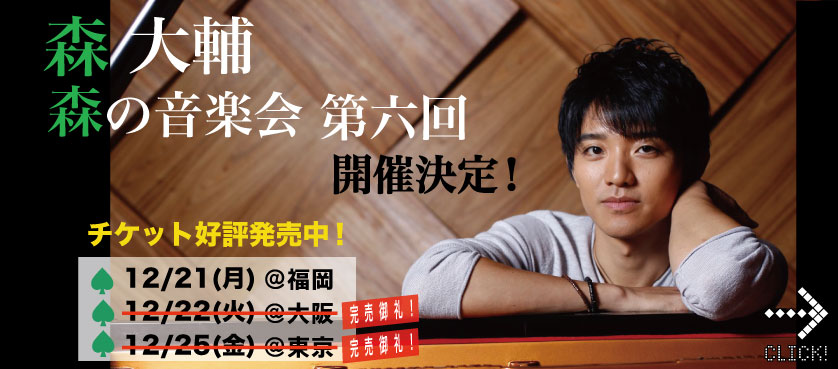 森 大輔
森の音楽会 第六回
開催決定！
チケット好評発売中！
♠ 12/21(月) @福岡
♠ 12/22(火) @大阪 完売御礼！
♠ 12/25(金) @東京 完売御礼！
CLICK!